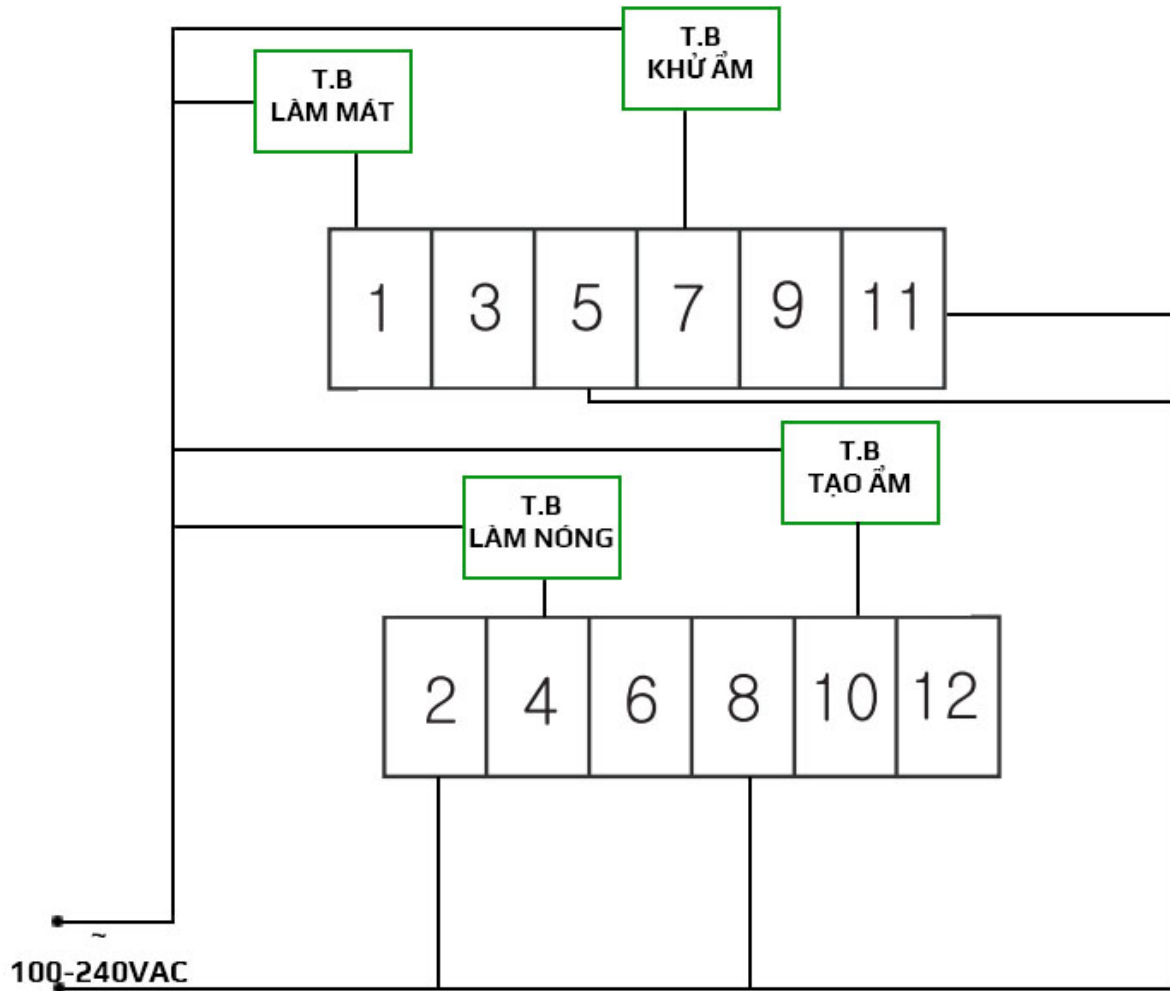 T.B
KHỬ ẨM
T.B
LÀM MÁT
1 3 5 7 9 11
T.B
TẠO ẨM
T.B
LÀM NÓNG
2 4 6 8 10 12
~
100-240VAC